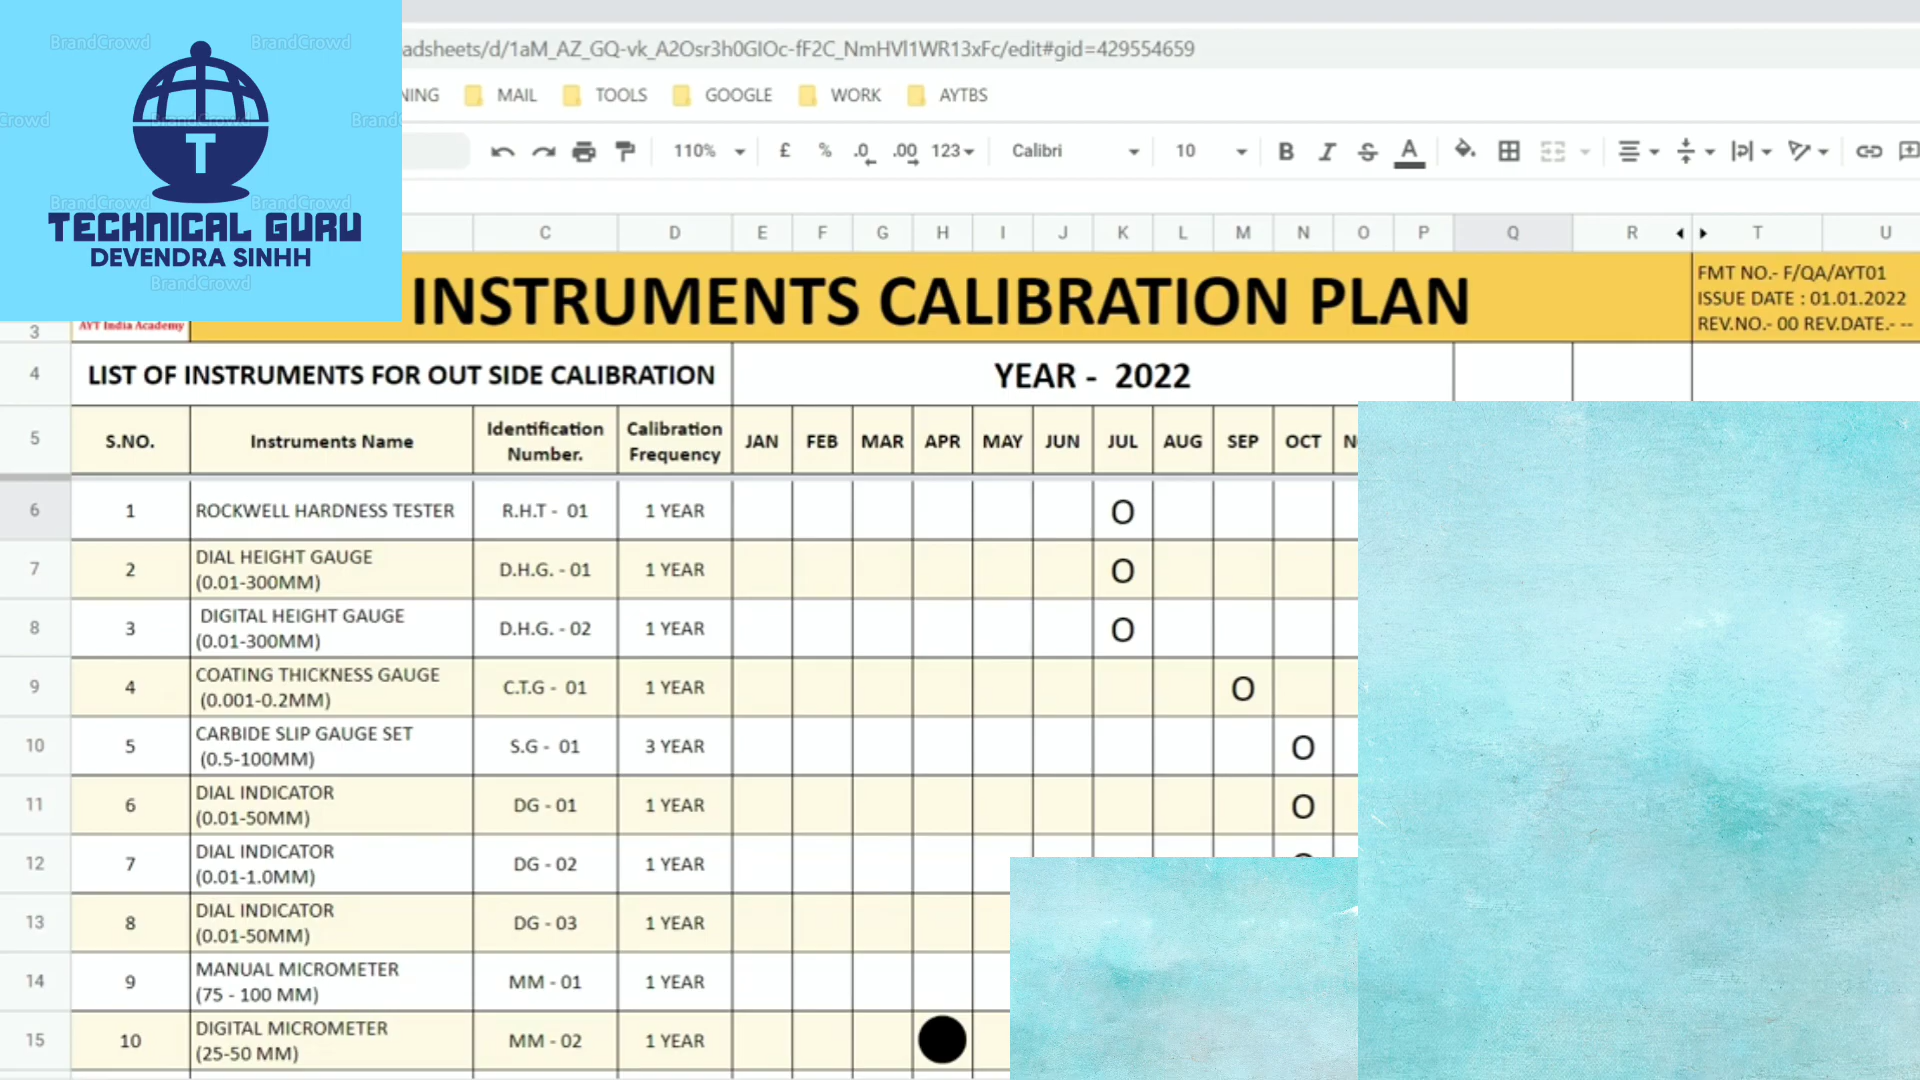 BrandCrowd BrandCrowd
Crowd BrandCrowd Brand
T
BrandCrowd BrandCrowd
TECHNICAL GURU
DEVENDRA SINHH
BrandCrowd
adsheets/d/1aM_AZ_GQ-vk_A2Osr3h0GIOc-fF2C_NmHVl1WR13xFc/edit#gid=429554659
NING MAIL TOOLS GOOGLE WORK AYTBS
110% £ % .0 .00 123 Calibri 10 B I S A
C D E F G H I J K L M N O P Q R T U
AYT India Academy
INSTRUMENTS CALIBRATION PLAN
FMT NO.- F/QA/AYT01
ISSUE DATE : 01.01.2022
REV.NO.- 00 REV.DATE.- --
3
4 LIST OF INSTRUMENTS FOR OUT SIDE CALIBRATION YEAR - 2022
5 S.NO. Instruments Name Identification Number. Calibration Frequency JAN FEB MAR APR MAY JUN JUL AUG SEP OCT N
6 1 ROCKWELL HARDNESS TESTER R.H.T - 01 1 YEAR O
7 2 DIAL HEIGHT GAUGE (0.01-300MM) D.H.G. - 01 1 YEAR O
8 3 DIGITAL HEIGHT GAUGE (0.01-300MM) D.H.G. - 02 1 YEAR O
9 4 COATING THICKNESS GAUGE (0.001-0.2MM) C.T.G - 01 1 YEAR O
10 5 CARBIDE SLIP GAUGE SET (0.5-100MM) S.G - 01 3 YEAR O
11 6 DIAL INDICATOR (0.01-50MM) DG - 01 1 YEAR O
12 7 DIAL INDICATOR (0.01-1.0MM) DG - 02 1 YEAR
13 8 DIAL INDICATOR (0.01-50MM) DG - 03 1 YEAR
14 9 MANUAL MICROMETER (75 - 100 MM) MM - 01 1 YEAR
15 10 DIGITAL MICROMETER (25-50 MM) MM - 02 1 YEAR